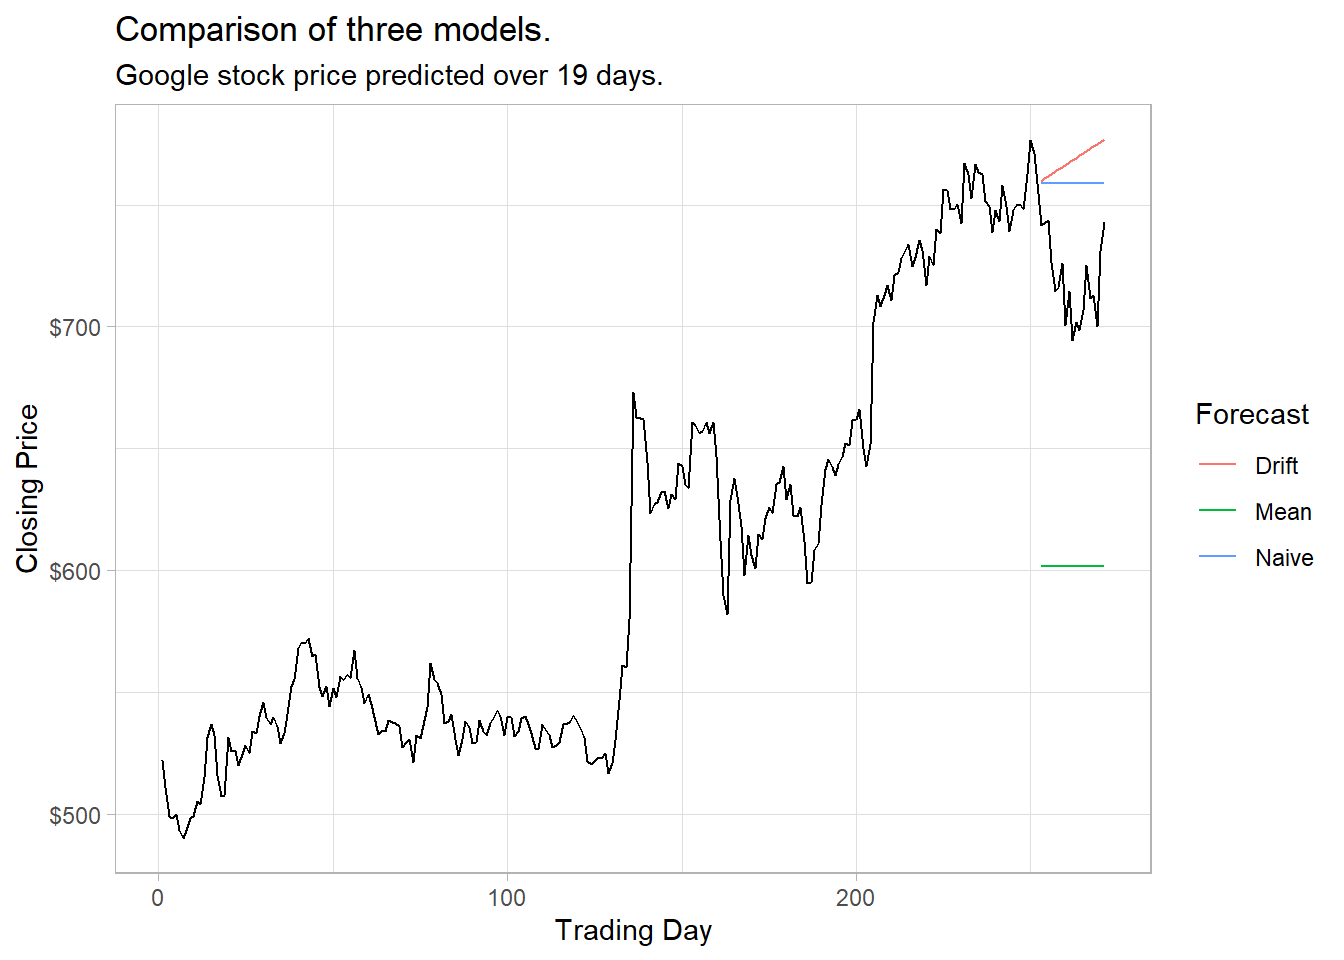 Comparison of three models.
Google stock price predicted over 19 days.
$700
$600
$500
Closing Price
0
100
200
Trading Day
Forecast
Drift
Mean
Naive